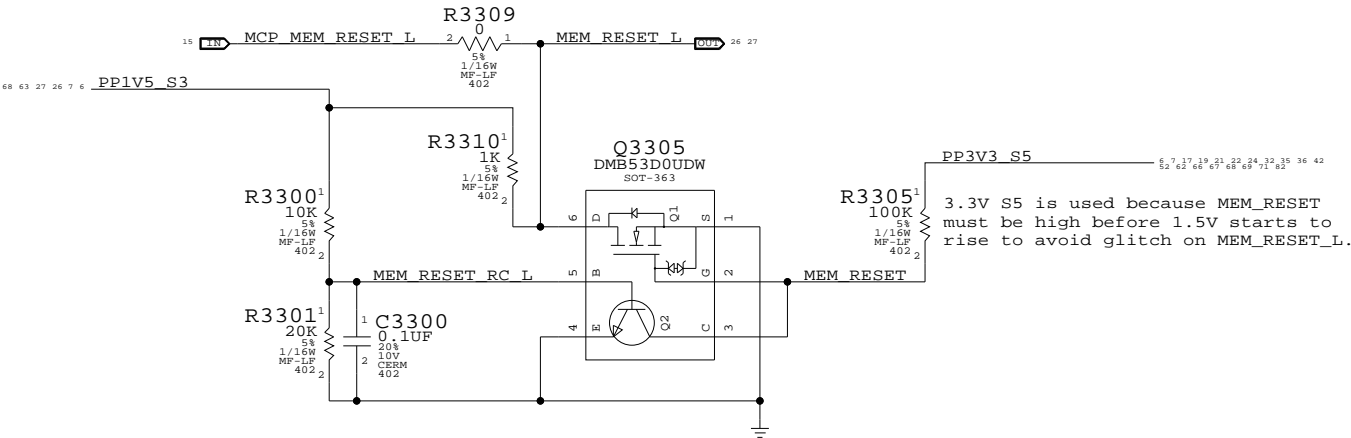 R3309
0
15 IN MCP_MEM_RESET_L 2 1 MEM_RESET_L OUT 26 27
5%
1/16W
MF-LF
402
68 63 27 26 7 6 PP1V5_S3
R3310 1
1K
5%
1/16W
MF-LF
402 2
Q3305
DMB53D0UDW
SOT-363
PP3V3_S5
6 7 17 19 21 22 24 32 35 36 42
52 62 66 67 68 69 71 82
R3300 1
10K
5%
1/16W
MF-LF
402 2
R3305 1
100K
5%
1/16W
MF-LF
402 2
3.3V S5 is used because MEM_RESET
must be high before 1.5V starts to
rise to avoid glitch on MEM_RESET_L.
6 D Q1 S 1
MEM_RESET_RC_L 5 B G 2 MEM_RESET
4 E Q2 C 3
R3301 1
20K
5%
1/16W
MF-LF
402 2
1 C3300
0.1UF
20%
10V
2 CERM
402